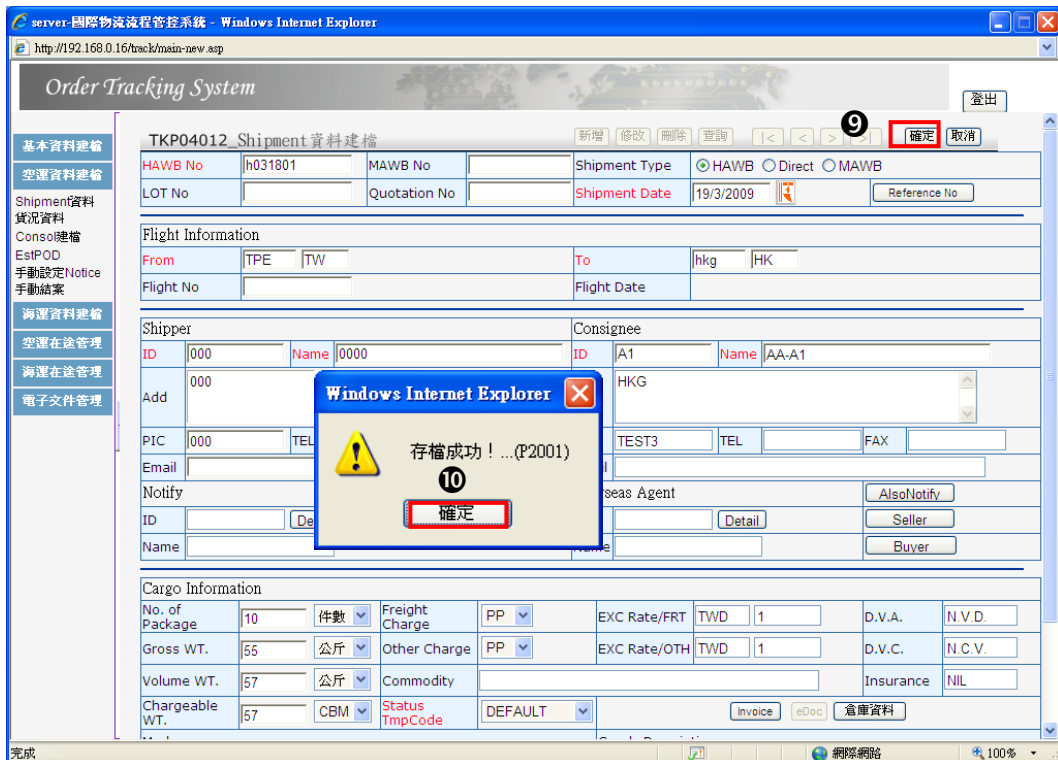 server-國際物流流程管控系統 - Windows Internet Explorer
http://192.168.0.16/track/main-new.asp
Order Tracking System
登出
基本資料建檔
空運資料建檔
Shipment資料
貨況資料
Consol建檔
EstPOD
手動設定Notice
手動結案
海運資料建檔
空運在途管理
海運在途管理
電子文件管理
TKP04012_Shipment資料建檔 新增 修改 刪除 查詢 |< < > >| ❾ 確定 取消
HAWB No h031801 MAWB No Shipment Type HAWB Direct MAWB
LOT No Quotation No Shipment Date 19/3/2009 Reference No
Flight Information
From TPE TW To hkg HK
Flight No Flight Date
Shipper Consignee
ID 000 Name 0000 ID A1 Name AA-A1
Add 000 HKG
PIC 000 TEL TEST3 TEL FAX
Email
Notify seas Agent AlsoNotify
ID De Detail Seller
Name Buyer
Windows Internet Explorer
存檔成功！...(P2001)
❿
確定
Cargo Information
No. of Package 10 件數 Freight Charge PP EXC Rate/FRT TWD 1 D.V.A. N.V.D.
Gross WT. 55 公斤 Other Charge PP EXC Rate/OTH TWD 1 D.V.C. N.C.V.
Volume WT. 57 公斤 Commodity Insurance NIL
Chargeable WT. 57 CBM Status TmpCode DEFAULT Invoice eDoc 倉庫資料
完成 網際網路 100%